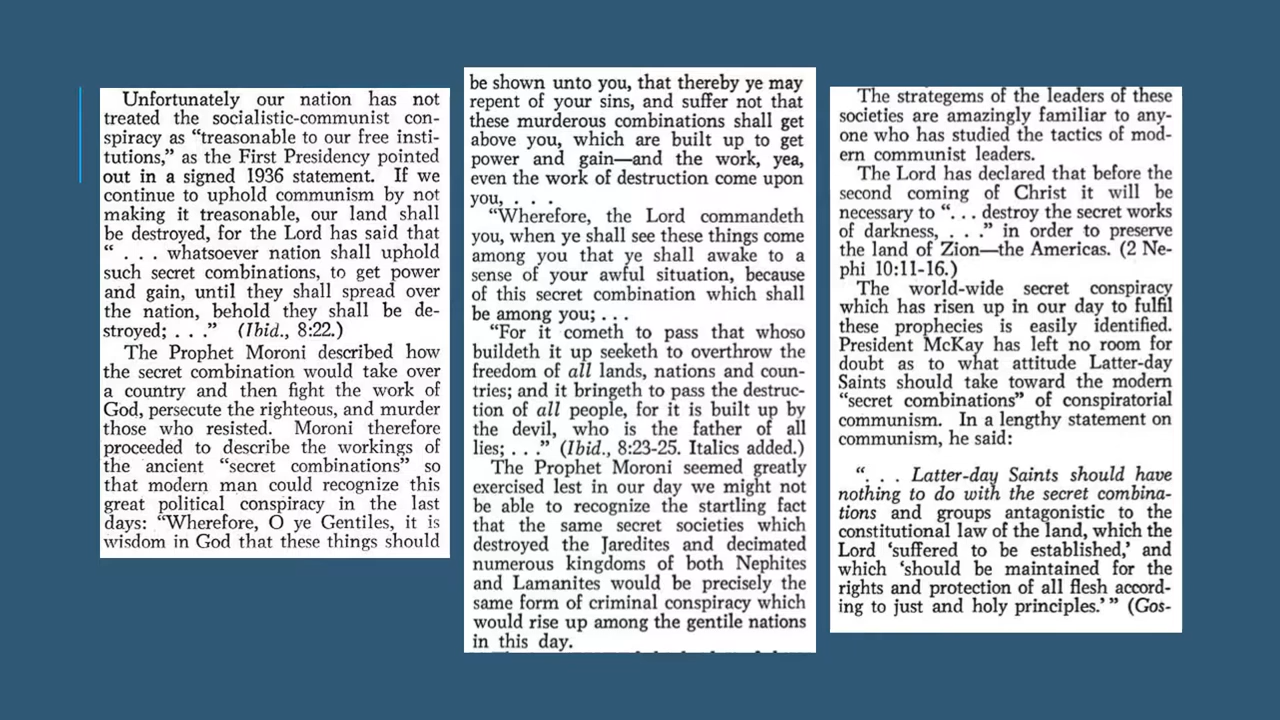 Unfortunately our nation has not
treated the socialistic-communist con-
spiracy as “treasonable to our free insti-
tutions,” as the First Presidency pointed
out in a signed 1936 statement. If we
continue to uphold communism by not
making it treasonable, our land shall
be destroyed, for the Lord has said that
“ . . . whatsoever nation shall uphold
such secret combinations, to get power
and gain, until they shall spread over
the nation, behold they shall be de-
stroyed; . . .” (Ibid., 8:22.)
The Prophet Moroni described how
the secret combination would take over
a country and then fight the work of
God, persecute the righteous, and murder
those who resisted. Moroni therefore
proceeded to describe the workings of
the ancient “secret combinations” so
that modern man could recognize this
great political conspiracy in the last
days: “Wherefore, O ye Gentiles, it is
wisdom in God that these things should
be shown unto you, that thereby ye may
repent of your sins, and suffer not that
these murderous combinations shall get
above you, which are built up to get
power and gain—and the work, yea,
even the work of destruction come upon
you, . . .
“Wherefore, the Lord commandeth
you, when ye shall see these things come
among you that ye shall awake to a
sense of your awful situation, because
of this secret combination which shall
be among you; . . .
“For it cometh to pass that whoso
buildeth it up seeketh to overthrow the
freedom of all lands, nations and coun-
tries; and it bringeth to pass the destruc-
tion of all people, for it is built up by
the devil, who is the father of all
lies; . . .” (Ibid., 8:23-25. Italics added.)
The Prophet Moroni seemed greatly
exercised lest in our day we might not
be able to recognize the startling fact
that the same secret societies which
destroyed the Jaredites and decimated
numerous kingdoms of both Nephites
and Lamanites would be precisely the
same form of criminal conspiracy which
would rise up among the gentile nations
in this day.
The strategems of the leaders of these
societies are amazingly familiar to any-
one who has studied the tactics of mod-
ern communist leaders.
The Lord has declared that before the
second coming of Christ it will be
necessary to “. . . destroy the secret works
of darkness, . . .” in order to preserve
the land of Zion—the Americas. (2 Ne-
phi 10:11-16.)
The world-wide secret conspiracy
which has risen up in our day to fulfil
these prophecies is easily identified.
President McKay has left no room for
doubt as to what attitude Latter-day
Saints should take toward the modern
“secret combinations” of conspiratorial
communism. In a lengthy statement on
communism, he said:
“. . . Latter-day Saints should have
nothing to do with the secret combina-
tions and groups antagonistic to the
constitutional law of the land, which the
Lord ‘suffered to be established,’ and
which ‘should be maintained for the
rights and protection of all flesh accord-
ing to just and holy principles.’ ” (Gos-